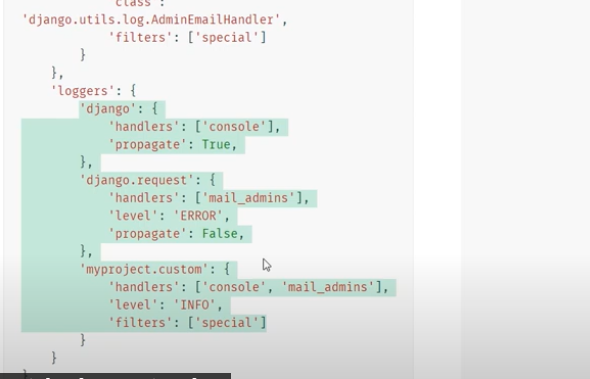 'class':
'django.utils.log.AdminEmailHandler',
'filters': ['special']
}
},
'loggers': {
'django': {
'handlers': ['console'],
'propagate': True,
},
'django.request': {
'handlers': ['mail_admins'],
'level': 'ERROR',
'propagate': False,
},
'myproject.custom': {
'handlers': ['console', 'mail_admins'],
'level': 'INFO',
'filters': ['special']
}
}
}